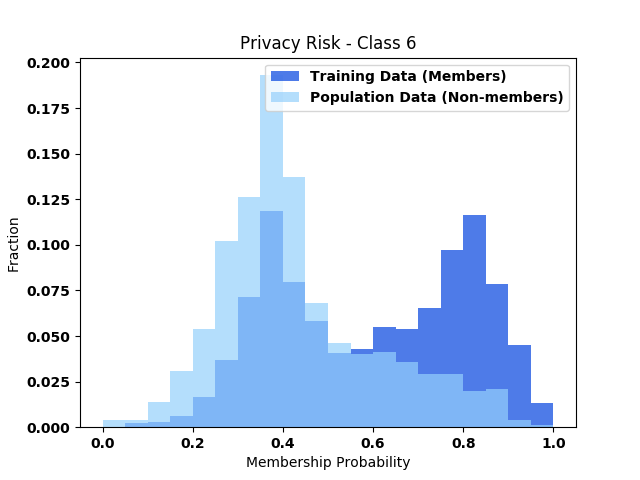 Privacy Risk - Class 6
Training Data (Members)
Population Data (Non-members)
0.200
0.175
0.150
0.125
0.100
0.075
0.050
0.025
0.000
Fraction
0.0 0.2 0.4 0.6 0.8 1.0
Membership Probability